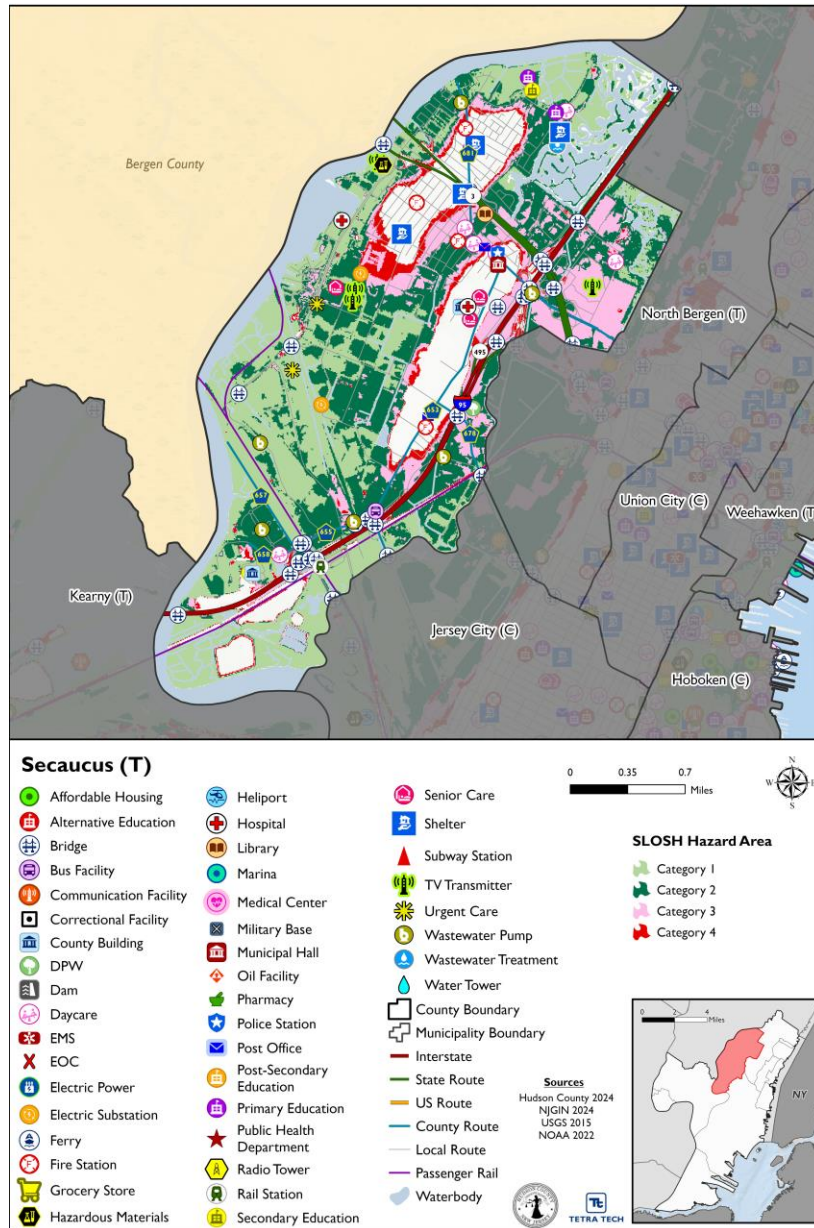 Bergen County
681
3
North Bergen (T)
495
95
653
678
Union City (C)
Weehawken (T
657
655
658
Kearny (T)
Jersey City (C)
Hoboken (C)
Secaucus (T)
Affordable Housing
Alternative Education
Bridge
Bus Facility
Communication Facility
Correctional Facility
County Building
DPW
Dam
Daycare
EMS
EOC
Electric Power
Electric Substation
Ferry
Fire Station
Grocery Store
Hazardous Materials
Heliport
Hospital
Library
Marina
Medical Center
Military Base
Municipal Hall
Oil Facility
Pharmacy
Police Station
Post Office
Post-Secondary
Education
Primary Education
Public Health
Department
Radio Tower
Rail Station
Secondary Education
Senior Care
Shelter
Subway Station
TV Transmitter
Urgent Care
Wastewater Pump
Wastewater Treatment
Water Tower
County Boundary
Municipality Boundary
Interstate
State Route
US Route
County Route
Local Route
Passenger Rail
Waterbody
0 0.35 0.7
Miles
N
W E
S
SLOSH Hazard Area
Category 1
Category 2
Category 3
Category 4
Sources
Hudson County 2024
NJGIN 2024
USGS 2015
NOAA 2022
TETRA TECH
0 2 4
Miles
NY